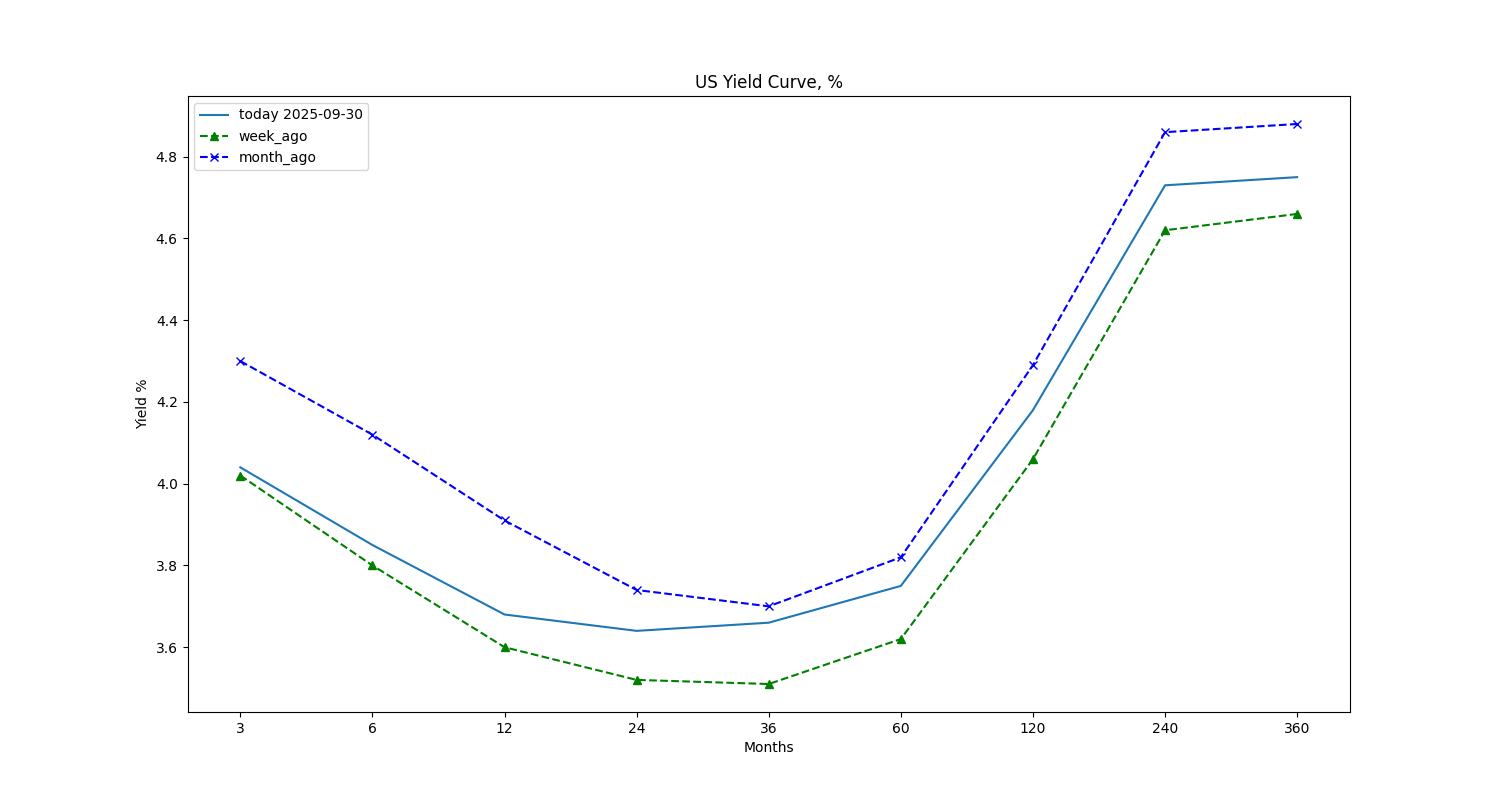 US Yield Curve, %
today 2025-09-30
week_ago
month_ago
4.8
4.6
4.4
4.2
4.0
3.8
3.6
Yield %
3 6 12 24 36 60 120 240 360
Months